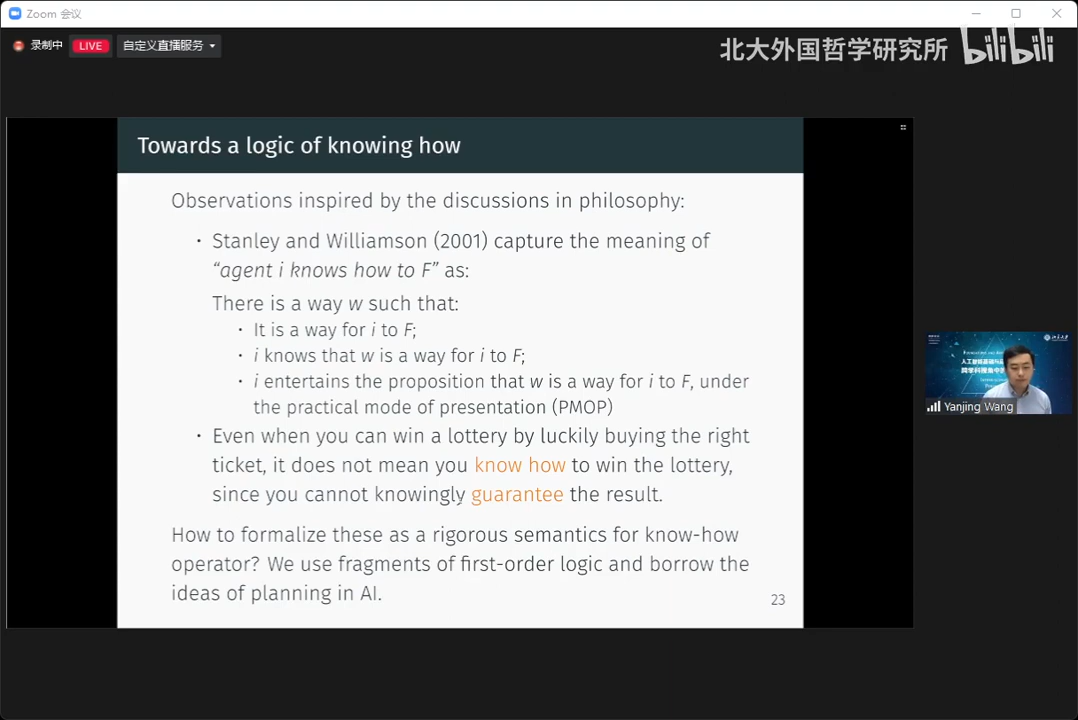 Zoom 会议
录制中 LIVE 自定义直播服务
北大外国哲学研究所 bilibili
Towards a logic of knowing how
Observations inspired by the discussions in philosophy:
· Stanley and Williamson (2001) capture the meaning of
“agent i knows how to F” as:
There is a way w such that:
· It is a way for i to F;
· i knows that w is a way for i to F;
· i entertains the proposition that w is a way for i to F, under
the practical mode of presentation (PMOP)
· Even when you can win a lottery by luckily buying the right
ticket, it does not mean you know how to win the lottery,
since you cannot knowingly guarantee the result.
How to formalize these as a rigorous semantics for know-how
operator? We use fragments of first-order logic and borrow the
ideas of planning in AI.
23
Yanjing Wang